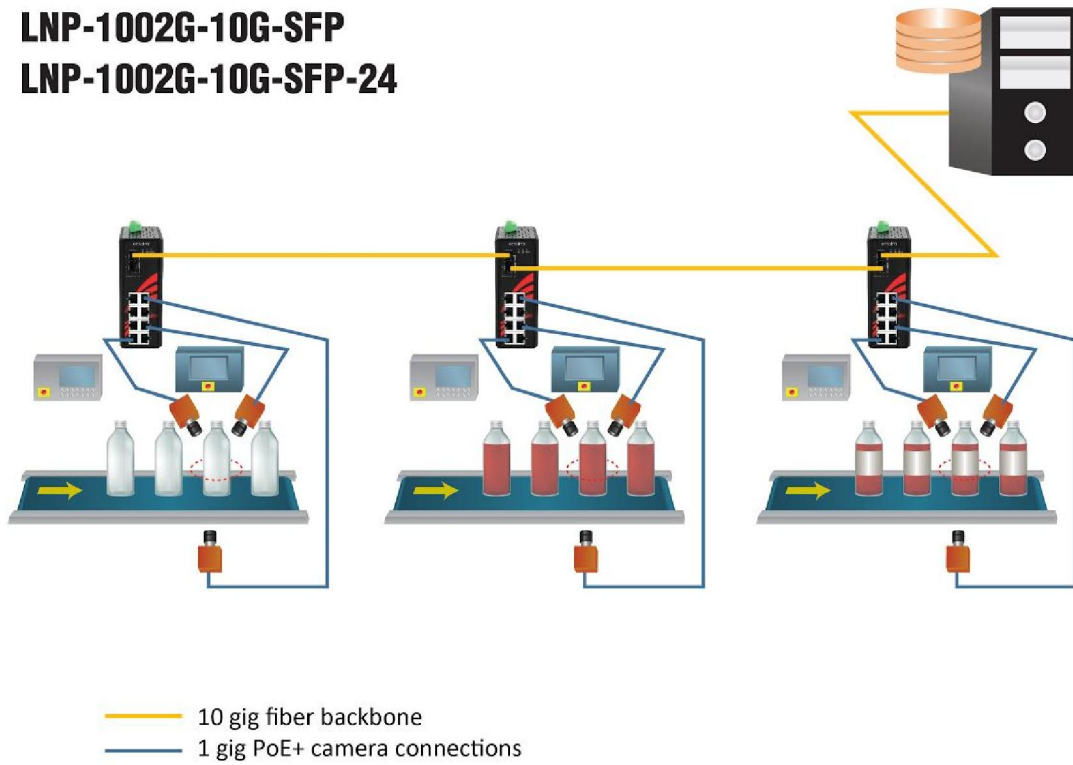 LNP-1002G-10G-SFP
LNP-1002G-10G-SFP-24
10 gig fiber backbone
1 gig PoE+ camera connections